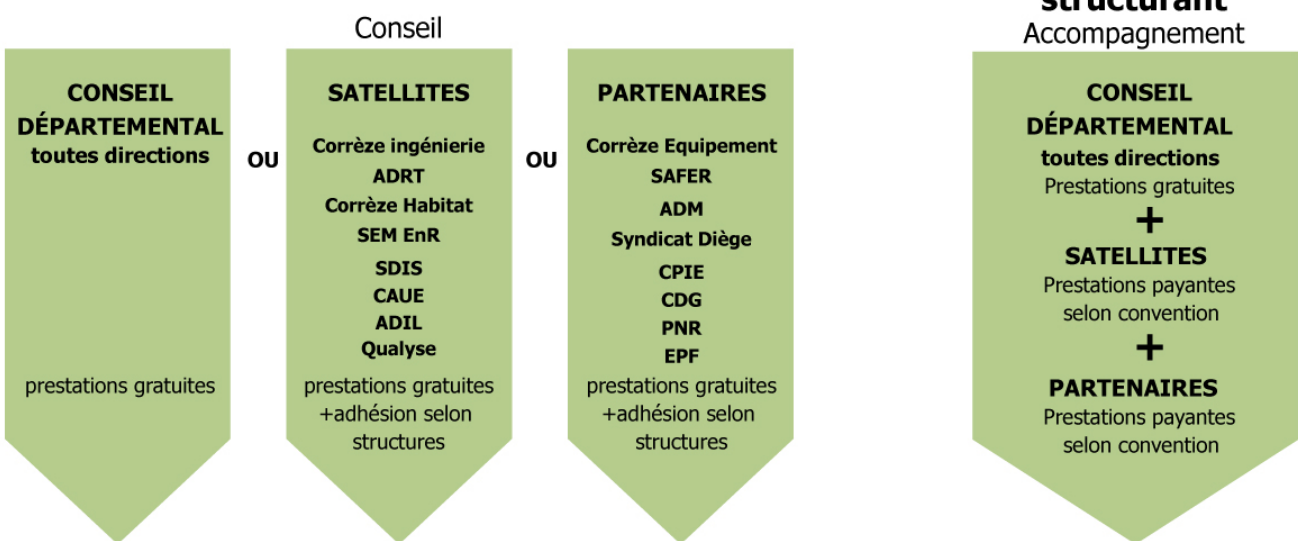 Conseil
CONSEIL
DÉPARTEMENTAL
toutes directions
prestations gratuites
OU
SATELLITES
Corrèze ingénierie
ADRT
Corrèze Habitat
SEM EnR
SDIS
CAUE
ADIL
Qualyse
prestations gratuites
+adhésion selon
structures
OU
PARTENAIRES
Corrèze Equipement
SAFER
ADM
Syndicat Diège
CPIE
CDG
PNR
EPF
prestations gratuites
+adhésion selon
structures
structurant
Accompagnement
CONSEIL
DÉPARTEMENTAL
toutes directions
Prestations gratuites
+
SATELLITES
Prestations payantes
selon convention
+
PARTENAIRES
Prestations payantes
selon convention